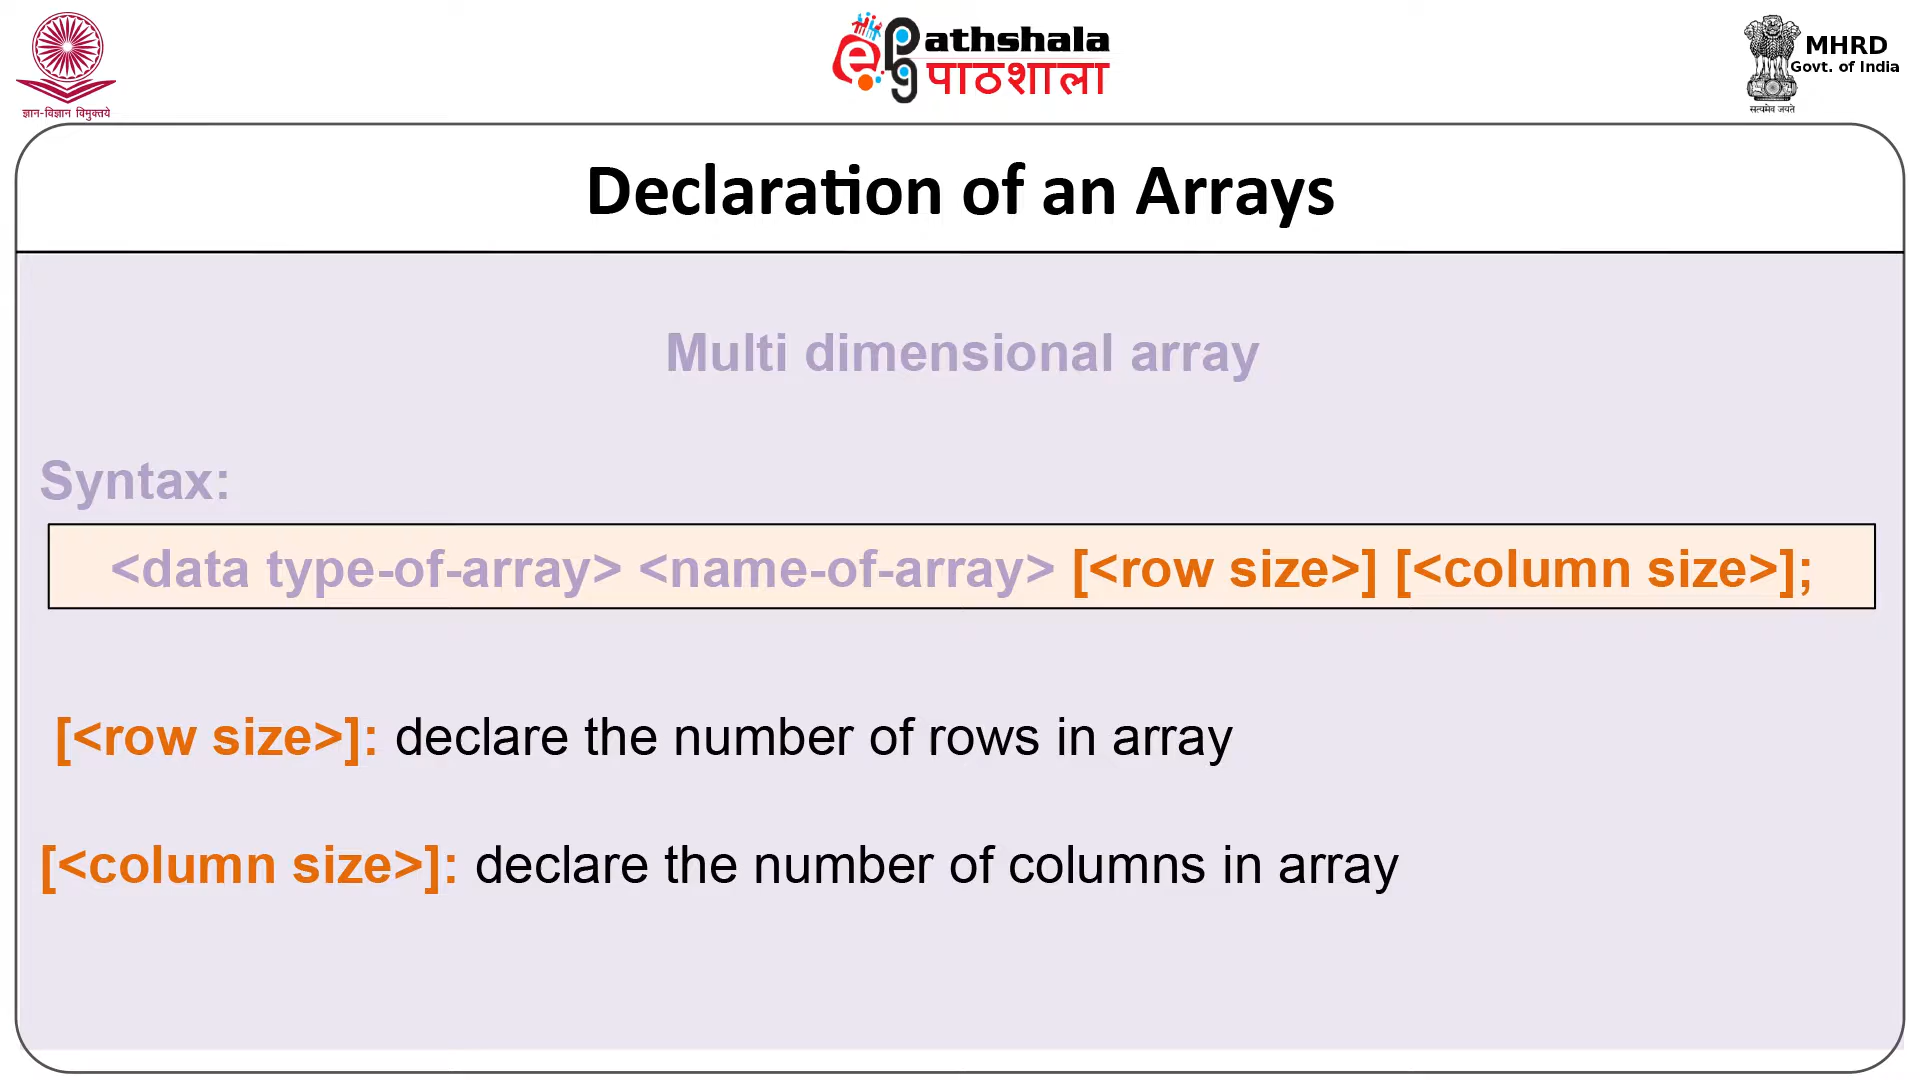 ज्ञान-विज्ञान विमुक्तये
e Pg Pathshala
पाठशाला
MHRD
Govt. of India
सत्यमेव जयते
Declaration of an Arrays
Multi dimensional array
Syntax:
<data type-of-array> <name-of-array> [<row size>] [<column size>];
[<row size>]: declare the number of rows in array
[<column size>]: declare the number of columns in array